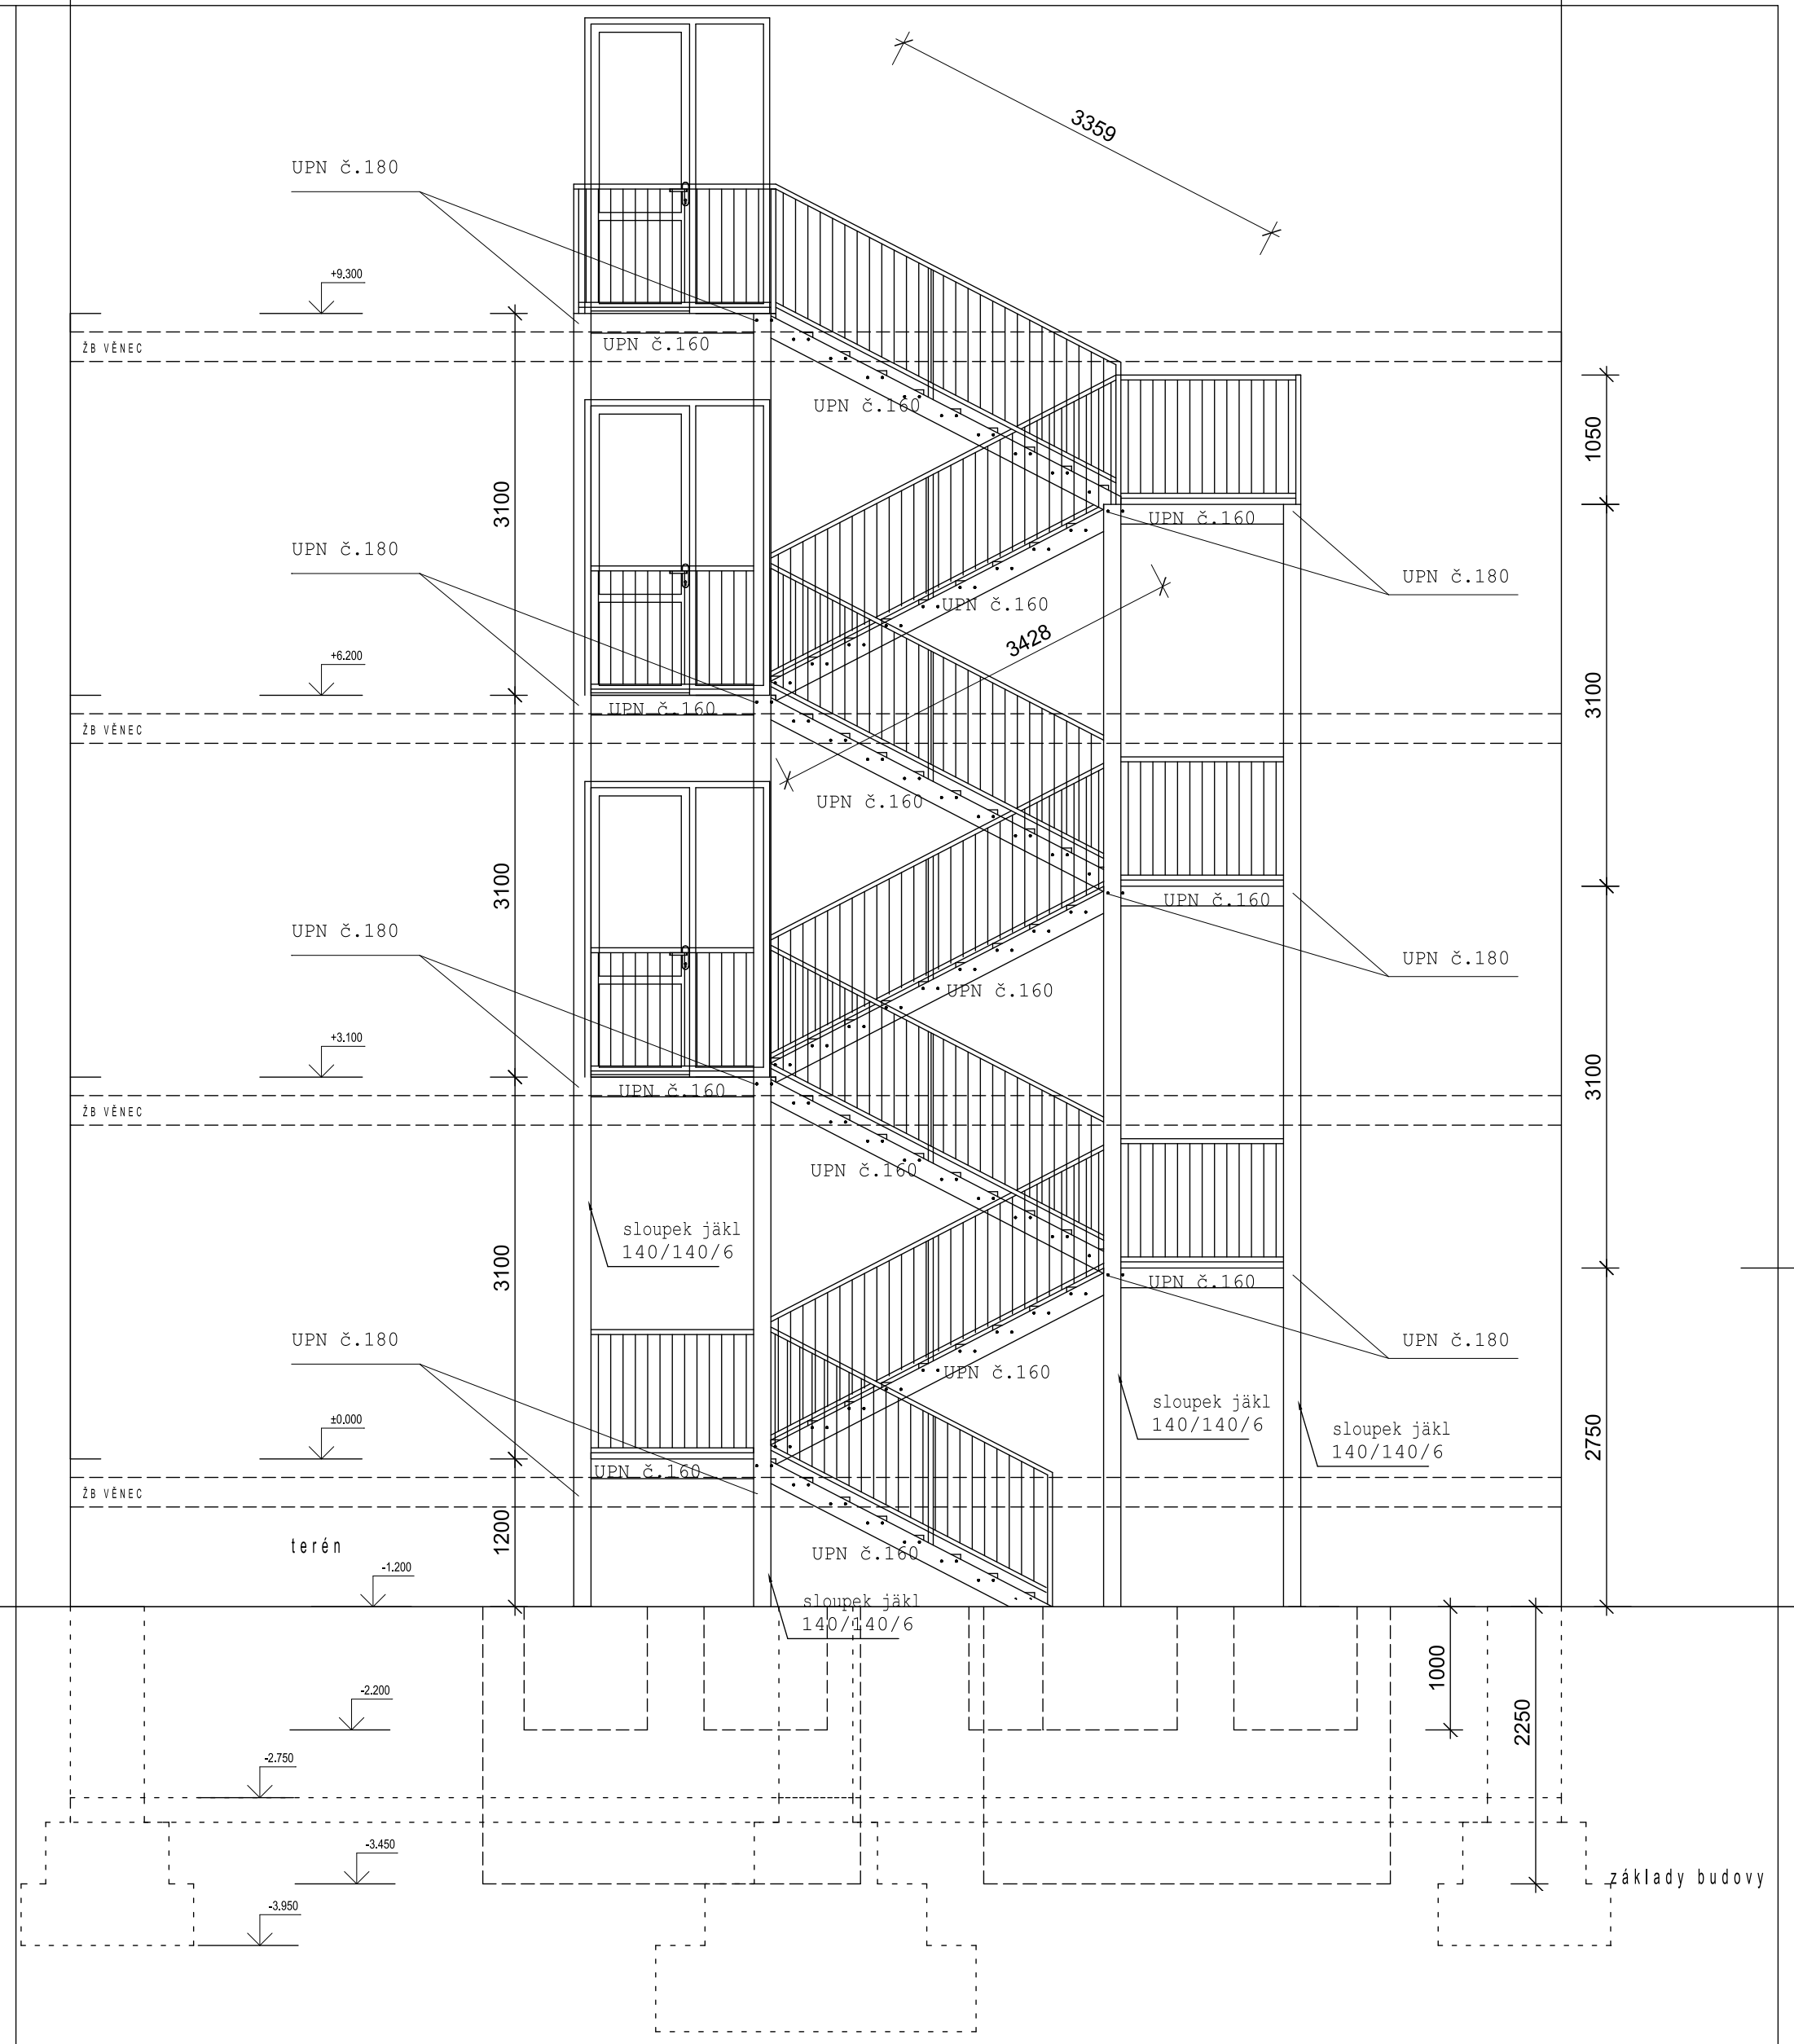 3359
UPN č.180
+9.300
ŽB VĚNEC
UPN č.160
UPN č.160
1050
3100
UPN č.160
UPN č.180
UPN č.180
UPN č.160
3428
+6.200
3100
UPN č.160
ŽB VĚNEC
UPN č.160
3100
UPN č.160
UPN č.180
UPN č.180
UPN č.160
+3.100
3100
UPN č.160
ŽB VĚNEC
UPN č.160
sloupek jäkl
140/140/6
3100
UPN č.160
UPN č.180
UPN č.180
UPN č.160
sloupek jäkl
140/140/6
sloupek jäkl
140/140/6
±0.000
2750
UPN č.160
ŽB VĚNEC
1200
terén
UPN č.160
-1.200
sloupek jäkl
140/140/6
1000
-2.200
2250
-2.750
-3.450
základy budovy
-3.950